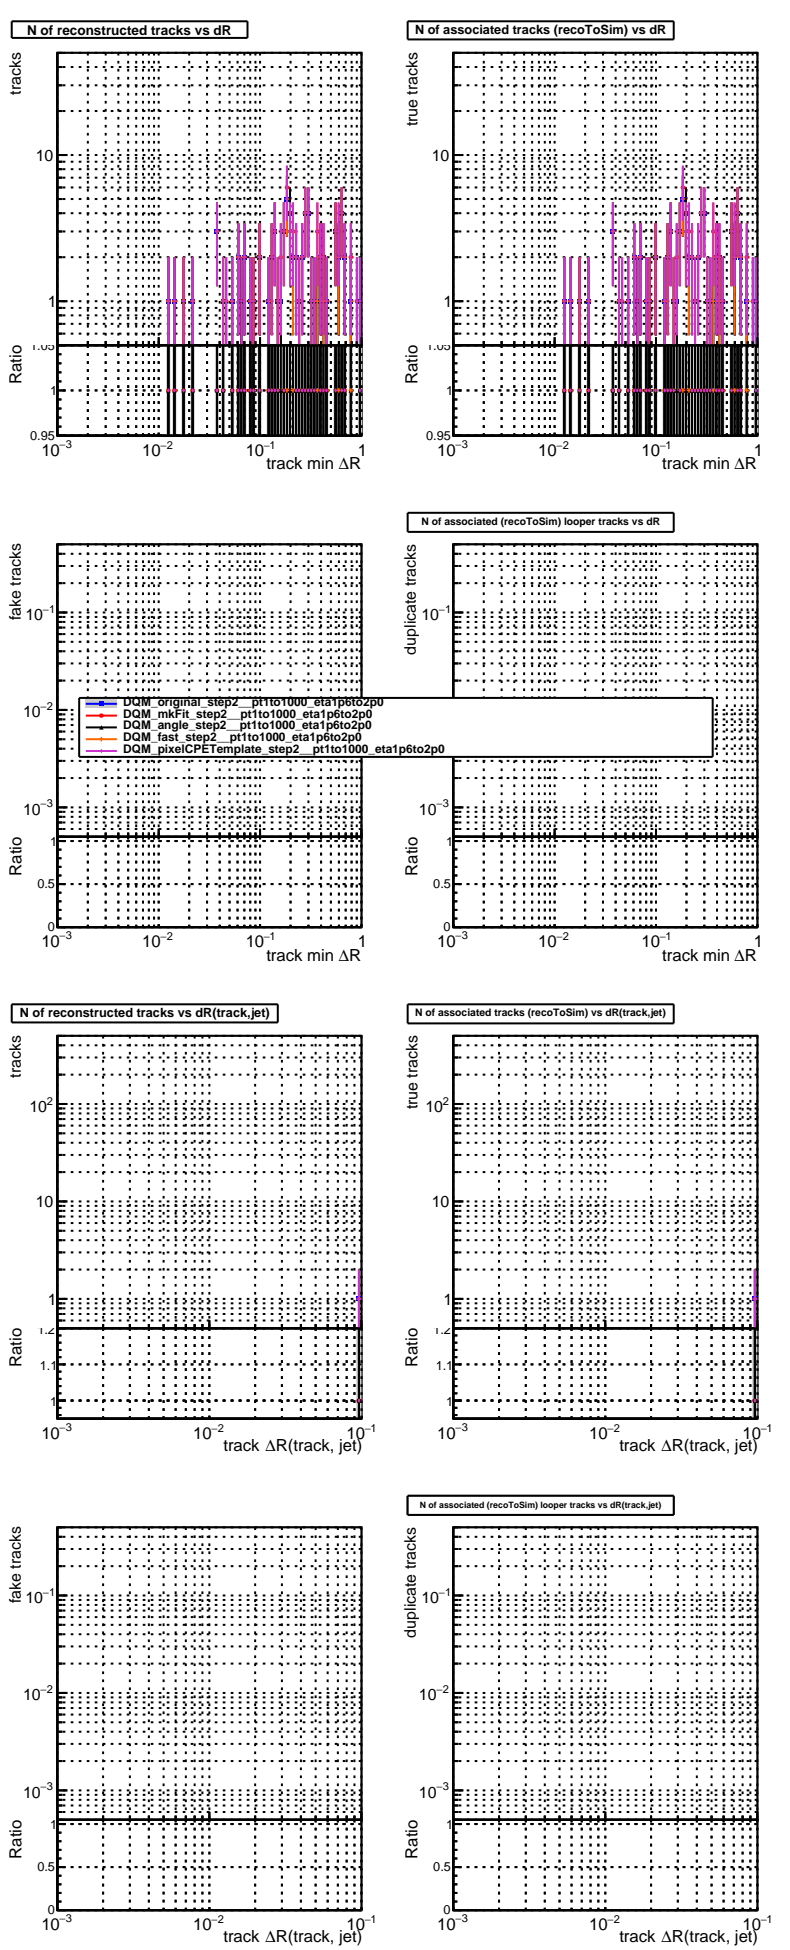 N of reconstructed tracks vs dR
N of associated tracks (recoToSim) vs dR
tracks
10
1
Ratio
1.05
1
0.95
10−3
10−2
10−1
1
track min ΔR
true tracks
10
1
Ratio
1.05
1
0.95
10−3
10−2
10−1
1
track min ΔR
N of associated (recoToSim) looper tracks vs dR
fake tracks
10−1
10−2
10−3
Ratio
1
0.5
0
10−3
10−2
10−1
1
track min ΔR
duplicate tracks
10−1
10−3
Ratio
1
0.5
0
10−3
10−2
10−1
1
track min ΔR
DQM_original_step2__pt1to1000_eta1p6to2p0
DQM_mkFit_step2__pt1to1000_eta1p6to2p0
DQM_angle_step2__pt1to1000_eta1p6to2p0
DQM_fast_step2__pt1to1000_eta1p6to2p0
DQM_pixelCPETemplate_step2__pt1to1000_eta1p6to2p0
N of reconstructed tracks vs dR(track,jet)
N of associated tracks (recoToSim) vs dR(track,jet)
tracks
102
10
1
Ratio
1.2
1.1
1
10−3
10−2
10−1
track ΔR(track, jet)
true tracks
102
10
1
Ratio
1.2
1.1
1
10−3
10−2
10−1
track ΔR(track, jet)
N of associated (recoToSim) looper tracks vs dR(track,jet)
fake tracks
10−1
10−2
10−3
Ratio
1
0.5
0
10−3
10−2
10−1
track ΔR(track, jet)
duplicate tracks
10−1
10−2
10−3
Ratio
1
0.5
0
10−3
10−2
10−1
track ΔR(track, jet)